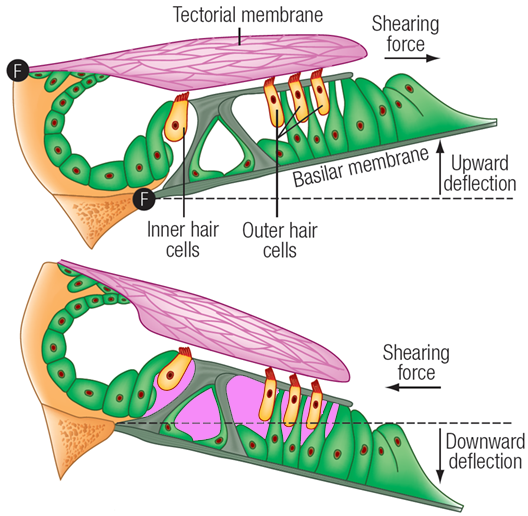 Tectorial membrane
Shearing
force
F
Basilar membrane
Upward
deflection
F
Inner hair
cells
Outer hair
cells
Shearing
force
Downward
deflection